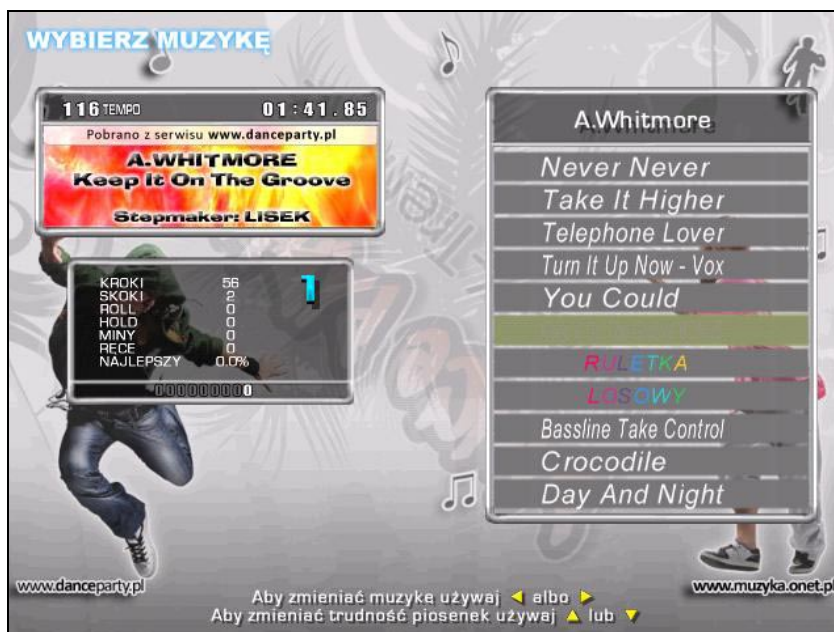 WYBIERZ MUZYKĘ
116 TEMPO 01:41.85
Pobrano z serwisu www.danceparty.pl
A.WHITMORE
Keep It On The Groove
Stepmaker: LISEK
KROKI 56
SKOKI 2
ROLL 0
HOLD 0
MINY 0
RĘCE 0
NAJLEPSZY 0.0%
1
000000000
A.Whitmore
Never Never
Take It Higher
Telephone Lover
Turn It Up Now - Vox
You Could
RULETKA
LOSOWY
Bassline Take Control
Crocodile
Day And Night
www.danceparty.pl
www.muzyka.onet.pl
Aby zmieniać muzykę używaj ◄ albo ►
Aby zmieniać trudność piosenek używaj ▲ lub ▼